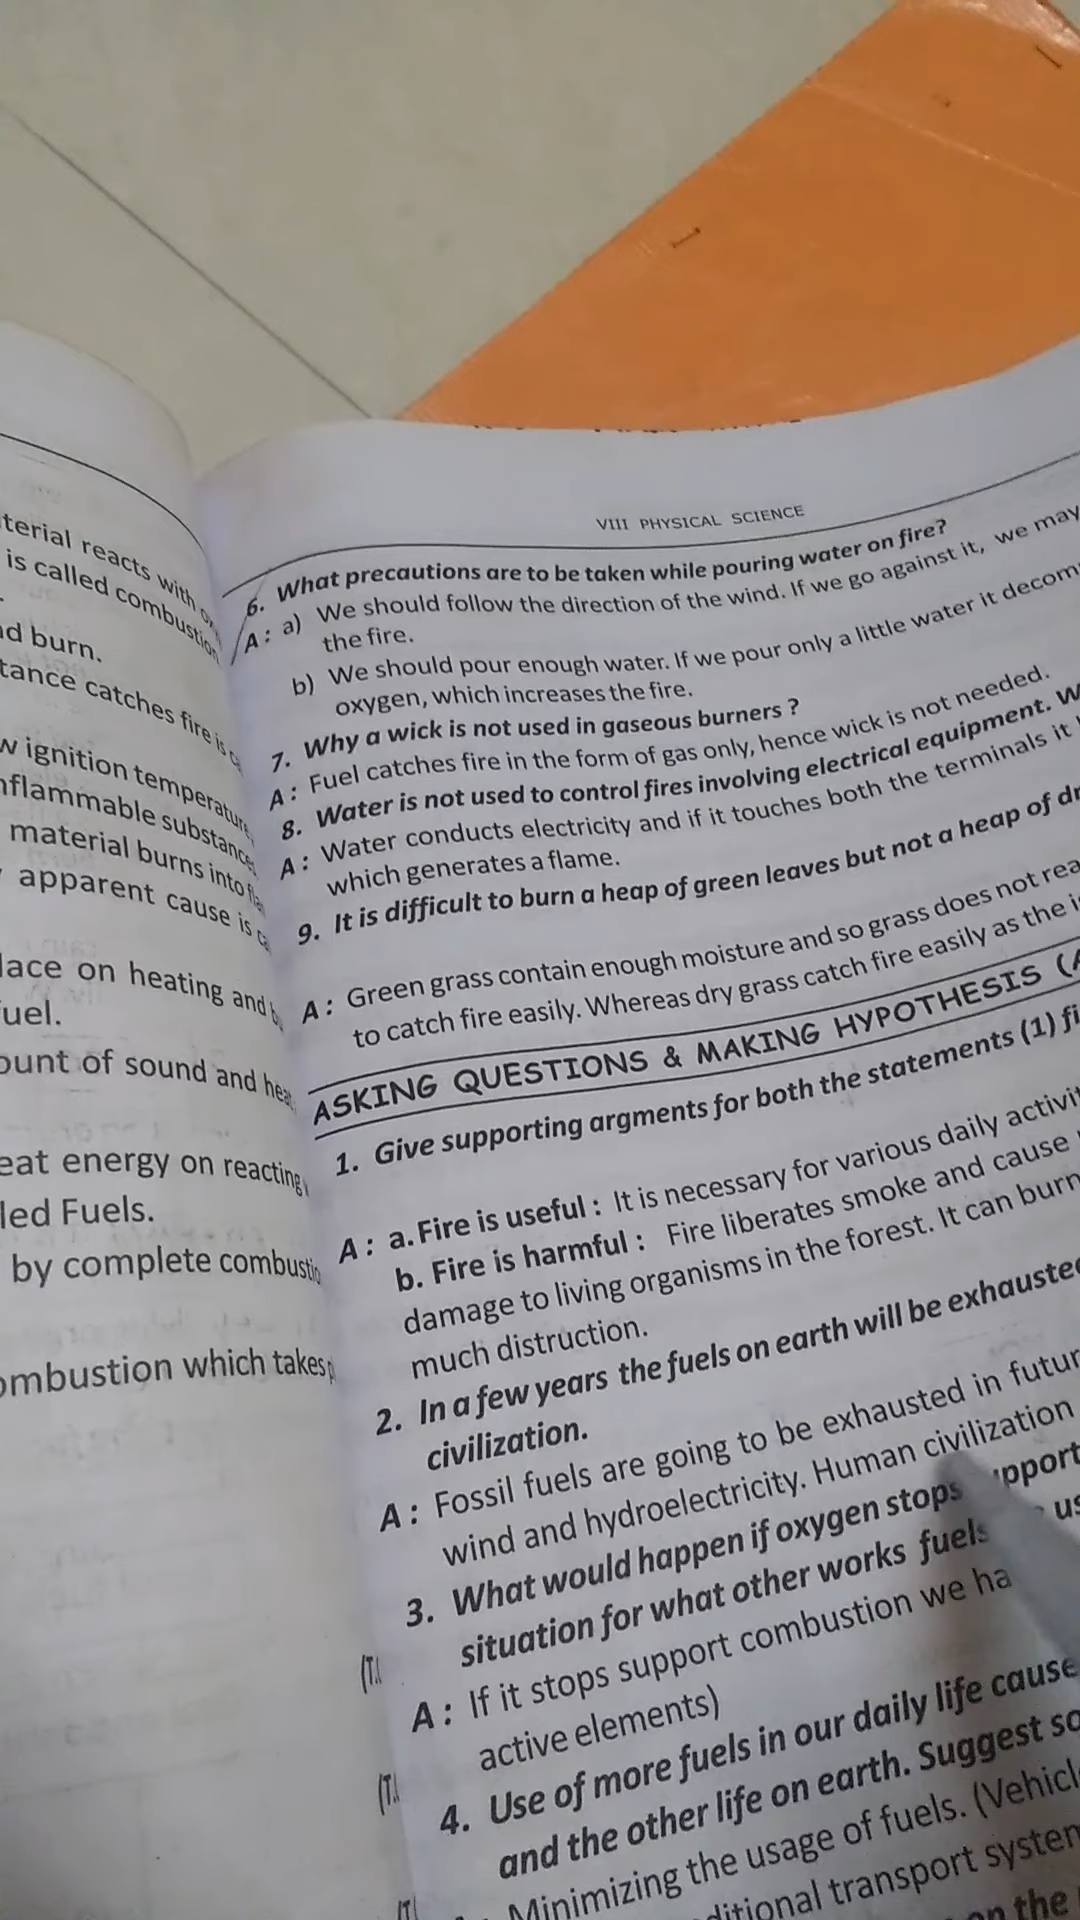 terial reacts with
is called combustion
nd burn.
tance catches fire is
w ignition temperature
nflammable substance
material burns into
apparent cause is
lace on heating and
uel.
ount of sound and heat
eat energy on reacting
led Fuels.
by complete combustio
ombustion which takes
VIII PHYSICAL SCIENCE
6. What precautions are to be taken while pouring water on fire?
A : a) We should follow the direction of the wind. If we go against it, we may
the fire.
b) We should pour enough water. If we pour only a little water it decom
oxygen, which increases the fire.
7. Why a wick is not used in gaseous burners ?
A : Fuel catches fire in the form of gas only, hence wick is not needed.
8. Water is not used to control fires involving electrical equipment. W
A : Water conducts electricity and if it touches both the terminals it
which generates a flame.
9. It is difficult to burn a heap of green leaves but not a heap of dr
A : Green grass contain enough moisture and so grass does not rea
to catch fire easily. Whereas dry grass catch fire easily as the i
ASKING QUESTIONS & MAKING HYPOTHESIS (A
1. Give supporting argments for both the statements (1) fi
A : a. Fire is useful : It is necessary for various daily activit
b. Fire is harmful : Fire liberates smoke and cause
damage to living organisms in the forest. It can burn
much distruction.
2. In a few years the fuels on earth will be exhausted
civilization.
A : Fossil fuels are going to be exhausted in futur
wind and hydroelectricity. Human civilization
3. What would happen if oxygen stops upport
situation for what other works fuels us
A : If it stops support combustion we ha
active elements)
4. Use of more fuels in our daily life cause
and the other life on earth. Suggest so
Minimizing the usage of fuels. (Vehicl
ditional transport system
on the